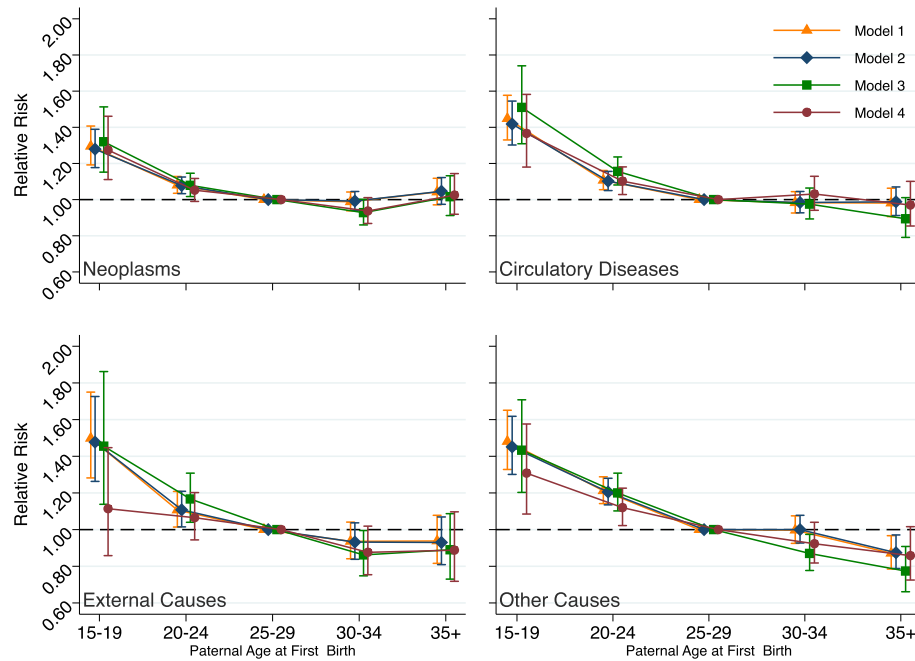 2.00
1.80
1.60
1.40
1.20
1.00
0.80
0.60
Relative Risk
Neoplasms
Model 1
Model 2
Model 3
Model 4
Circulatory Diseases
2.00
1.80
1.60
1.40
1.20
1.00
0.80
0.60
Relative Risk
External Causes
15-19 20-24 25-29 30-34 35+
Paternal Age at First Birth
Other Causes
15-19 20-24 25-29 30-34 35+
Paternal Age at First Birth